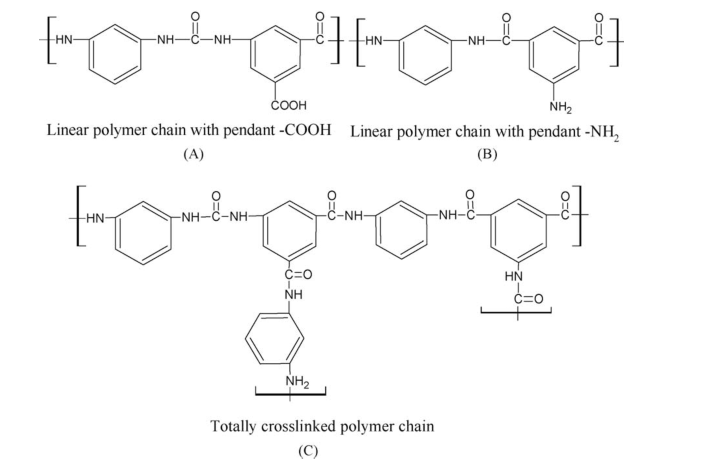 HN NH C O NH C O COOH HN NH C O C O NH2
Linear polymer chain with pendant -COOH Linear polymer chain with pendant -NH2
(A) (B)
HN NH C O NH C O NH NH C O C O
C=O HN
NH C=O
NH2
Totally crosslinked polymer chain
(C)